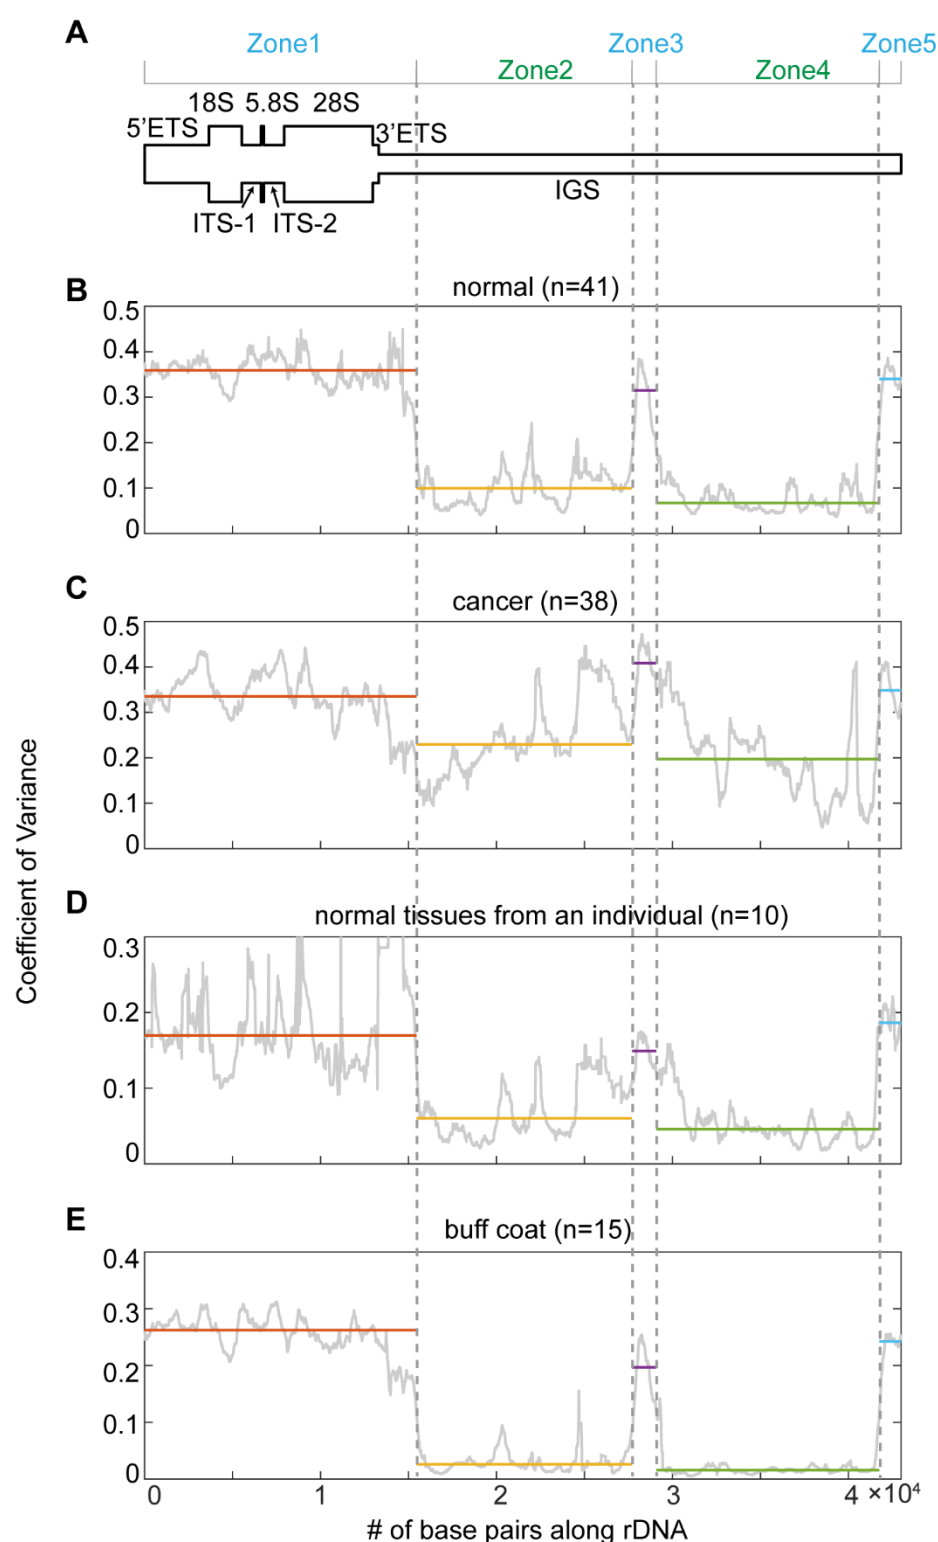 A
Zone1 Zone3 Zone5
Zone2 Zone4
18S 5.8S 28S
5'ETS 3'ETS
IGS
ITS-1 ITS-2
B
normal (n=41)
0.5
0.4
0.3
0.2
0.1
0
C
cancer (n=38)
0.5
0.4
0.3
0.2
0.1
0
Coefficient of Variance
D
normal tissues from an individual (n=10)
0.3
0.2
0.1
0
E
buff coat (n=15)
0.4
0.3
0.2
0.1
0
0 1 2 3 4 ×10⁴
# of base pairs along rDNA